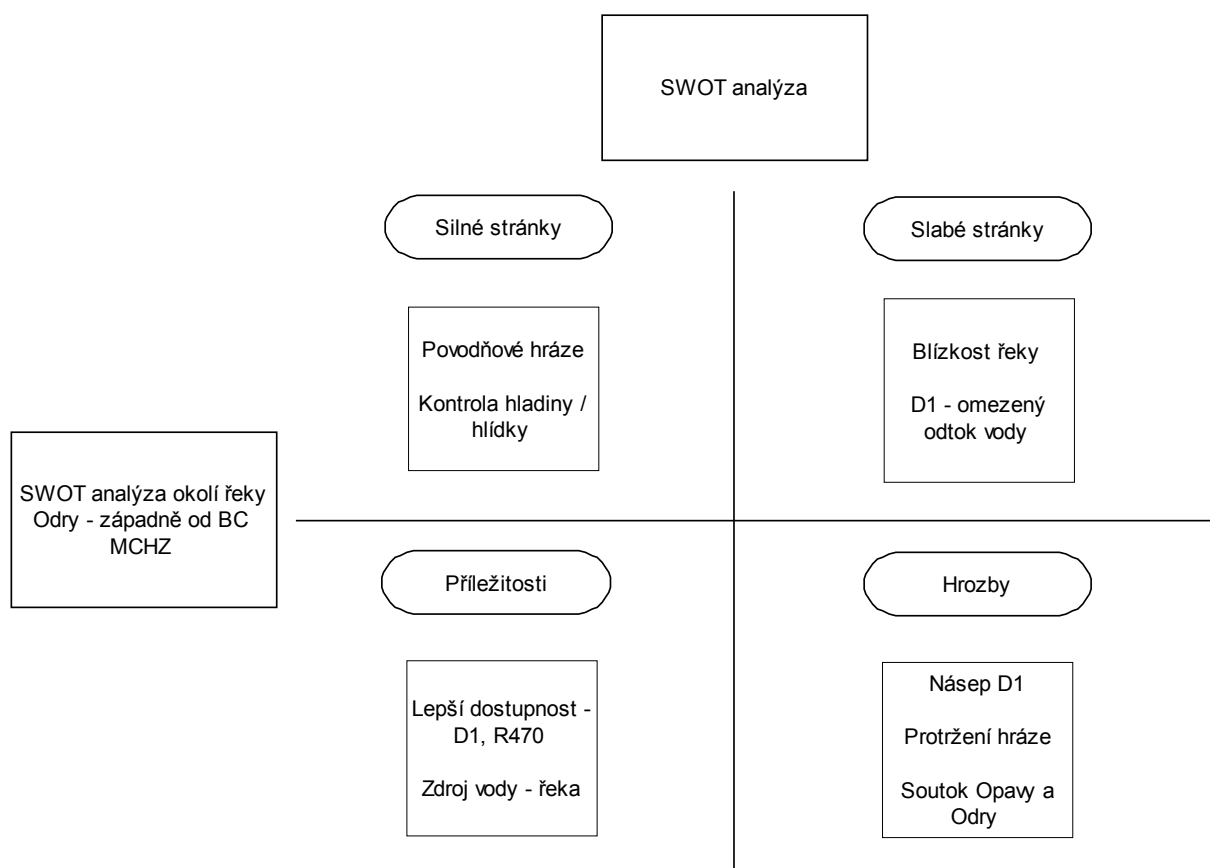 SWOT analýza
Silné stránky
Slabé stránky
Povodňové hráze
Kontrola hladiny /
hlídky
Blízkost řeky
D1 - omezený
odtok vody
SWOT analýza okolí řeky
Odry - západně od BC
MCHZ
Příležitosti
Hrozby
Lepší dostupnost -
D1, R470
Zdroj vody - řeka
Násep D1
Protržení hráze
Soutok Opavy a
Odry